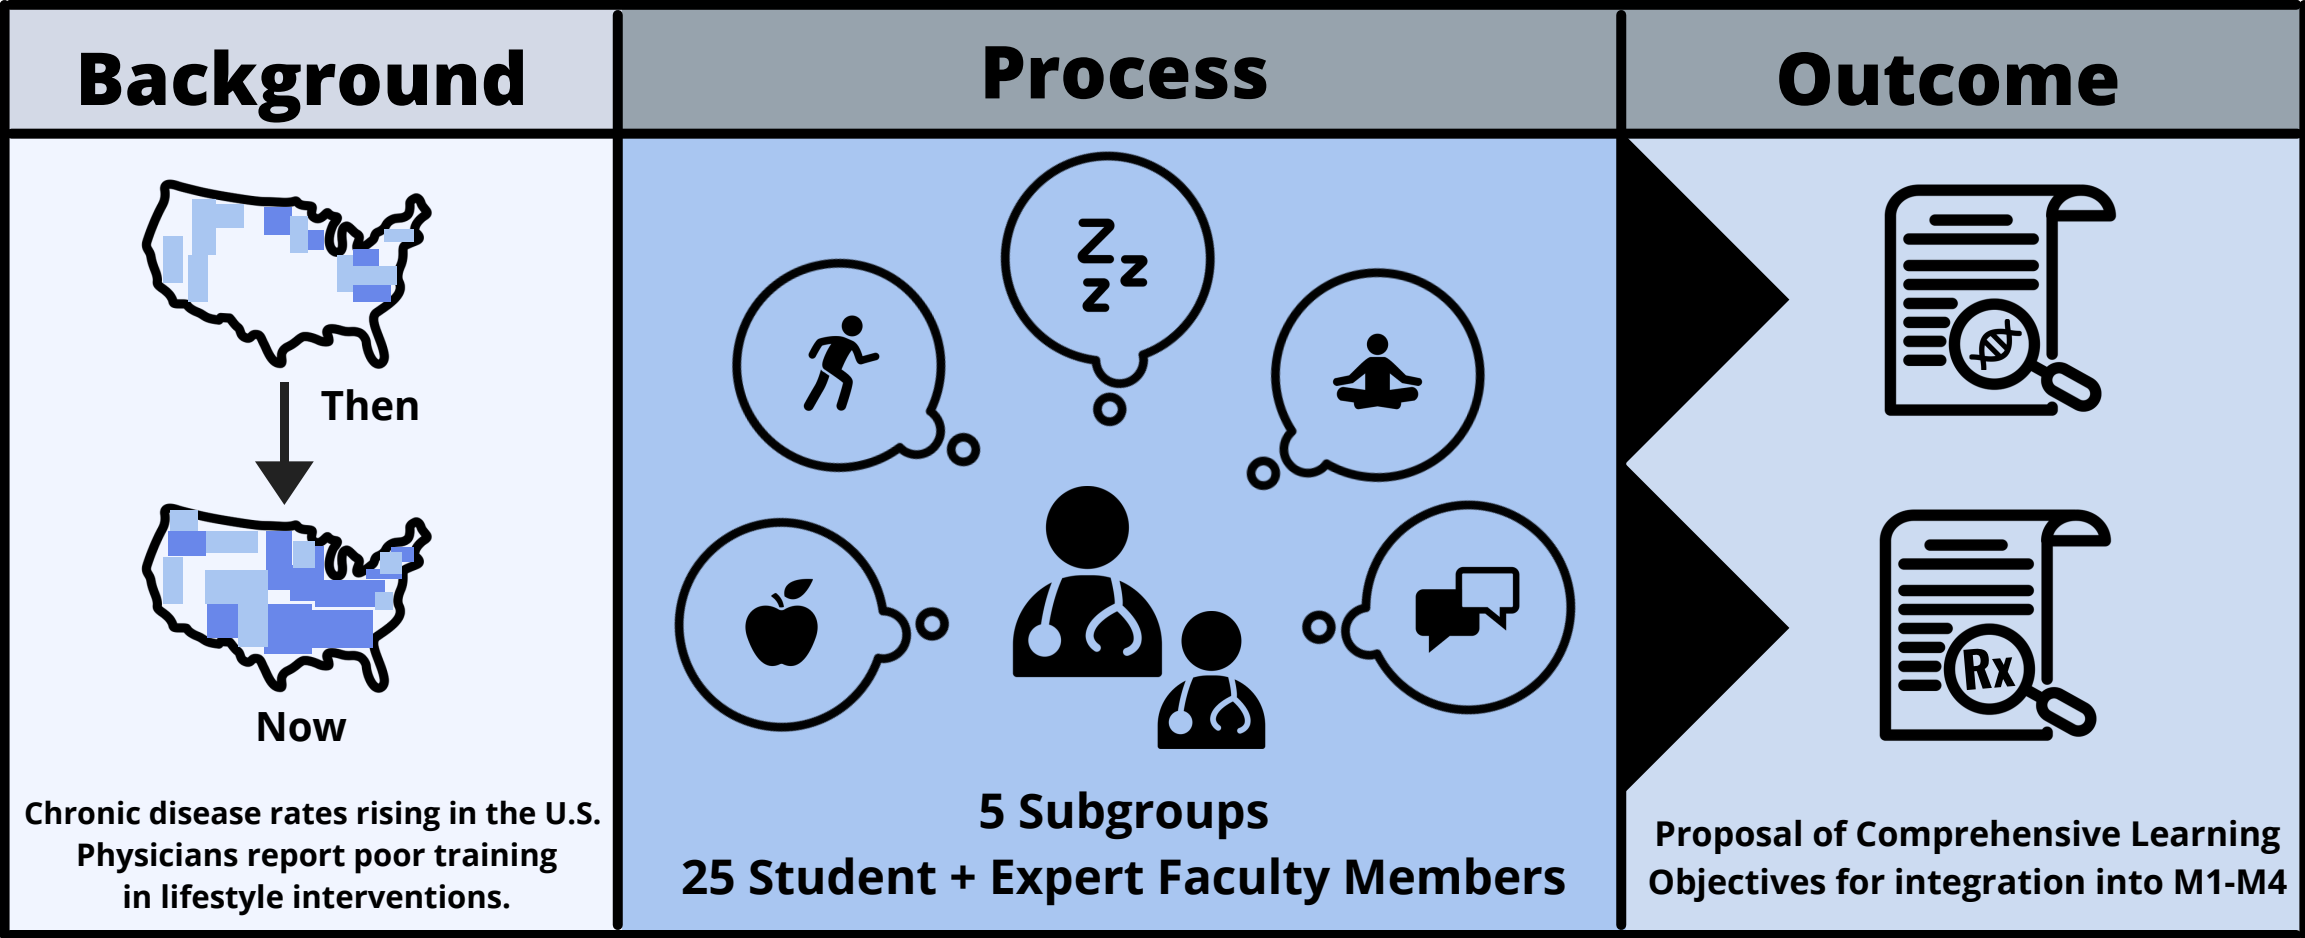 Background
Process
Outcome
Then
Now
Chronic disease rates rising in the U.S.
Physicians report poor training
in lifestyle interventions.
Z
z
z
5 Subgroups
25 Student + Expert Faculty Members
Rx
Proposal of Comprehensive Learning
Objectives for integration into M1-M4